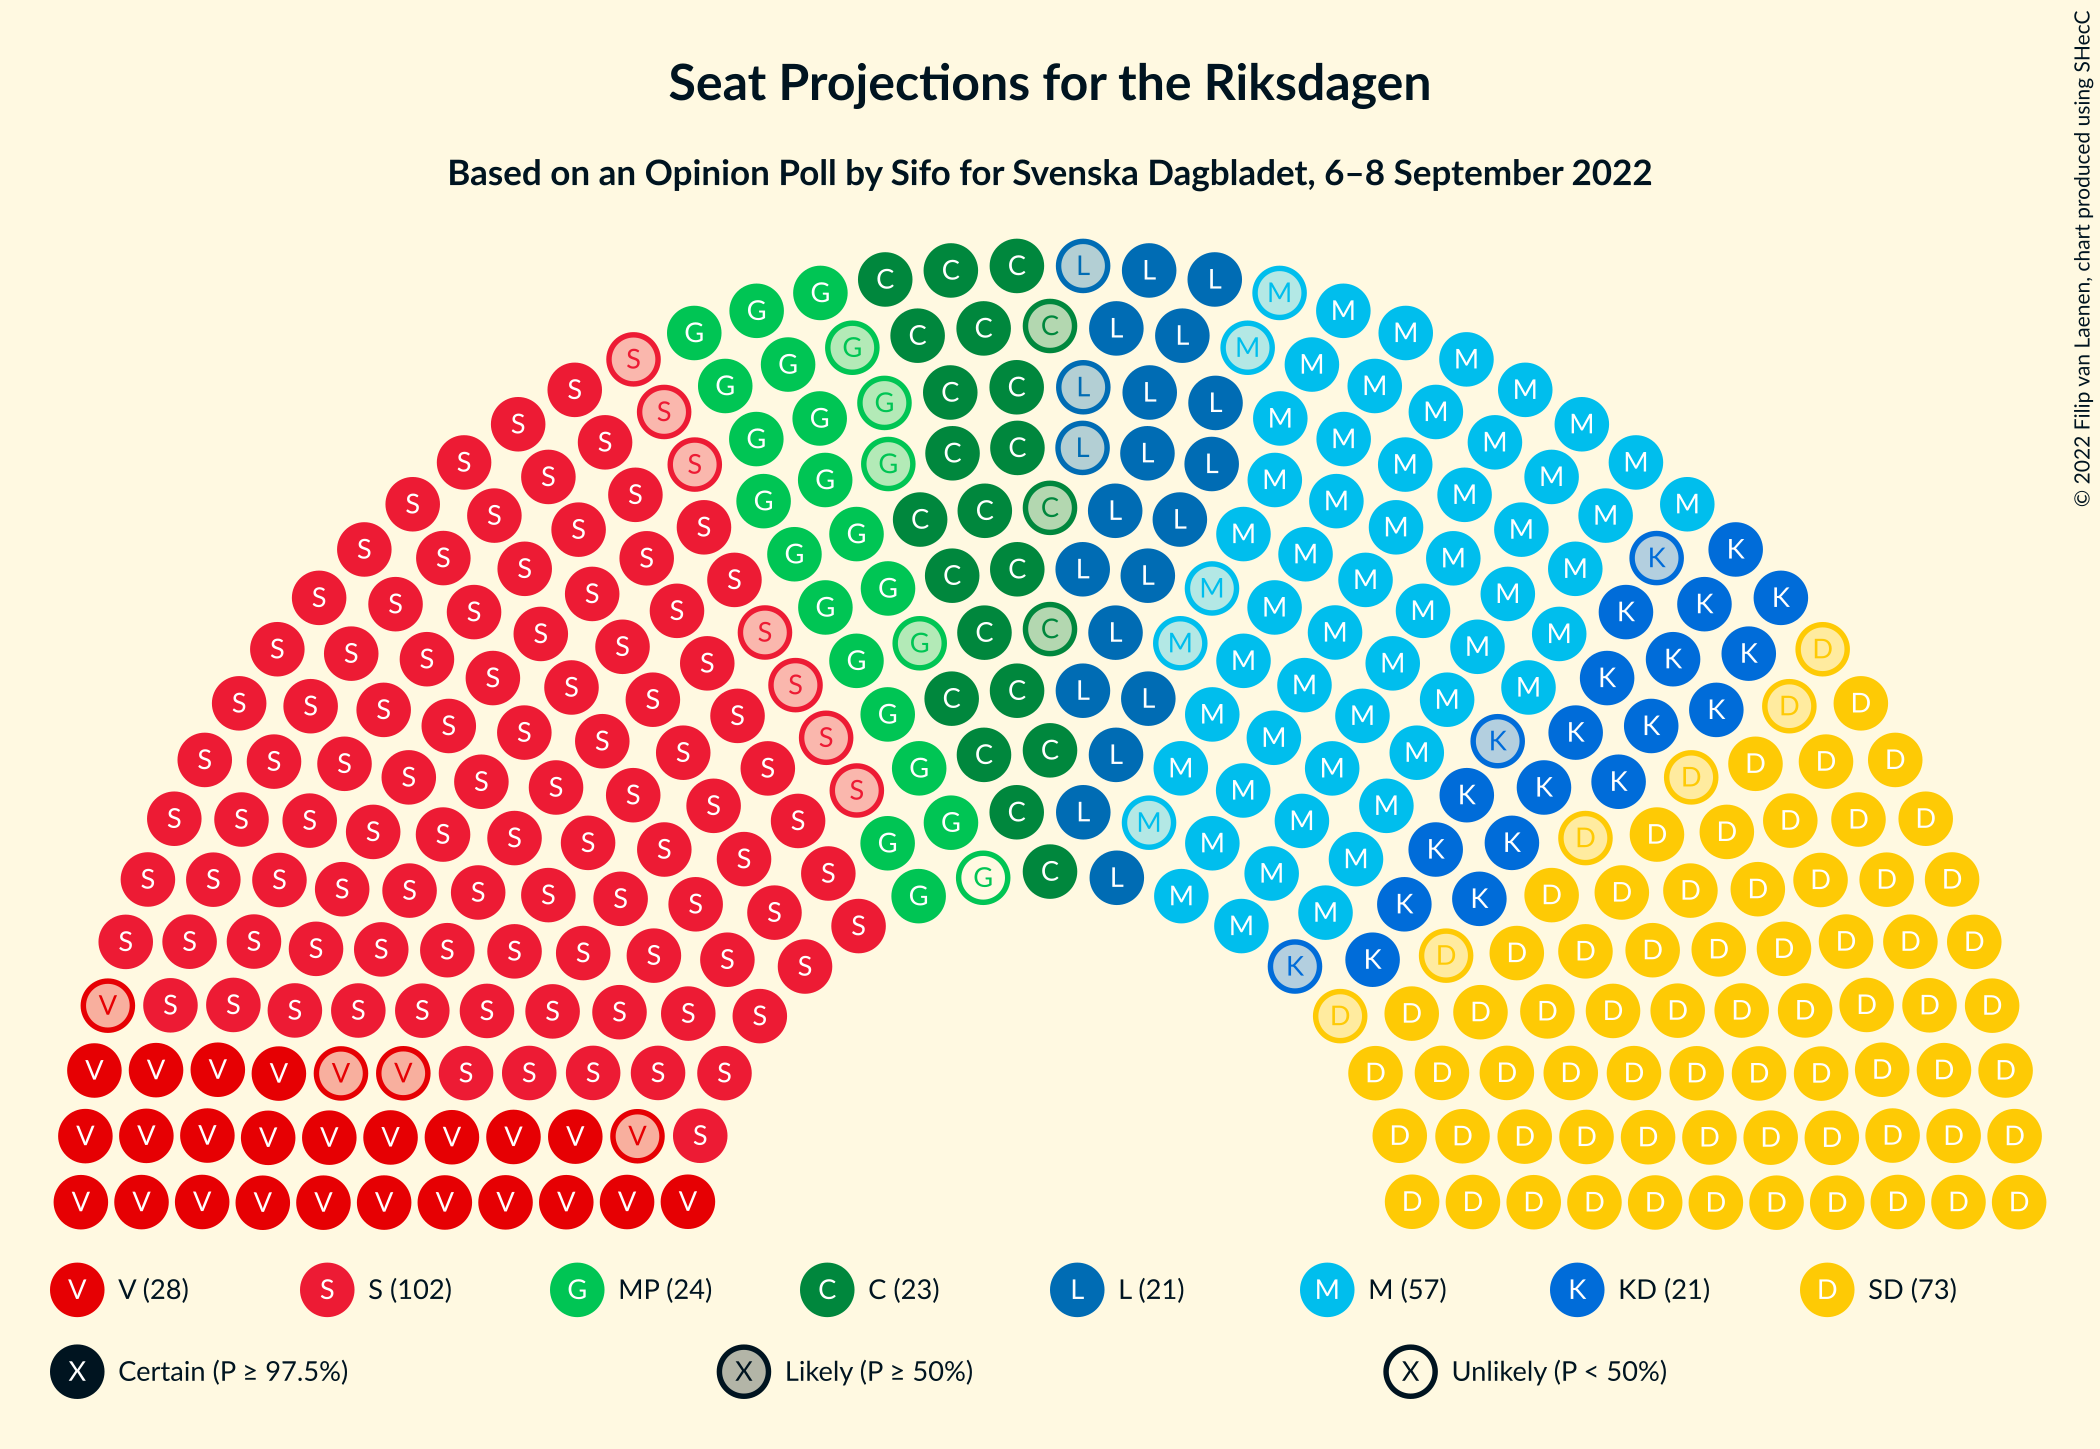 Seat Projections for the Riksdagen
Based on an Opinion Poll by Sifo for Svenska Dagbladet, 6–8 September 2022
© 2022 Filip van Laenen, chart produced using SHecC
V V (28) S S (102) G MP (24) C C (23) L L (21) M M (57) K KD (21) D SD (73)
X Certain (P ≥ 97.5%) X Likely (P ≥ 50%) X Unlikely (P < 50%)